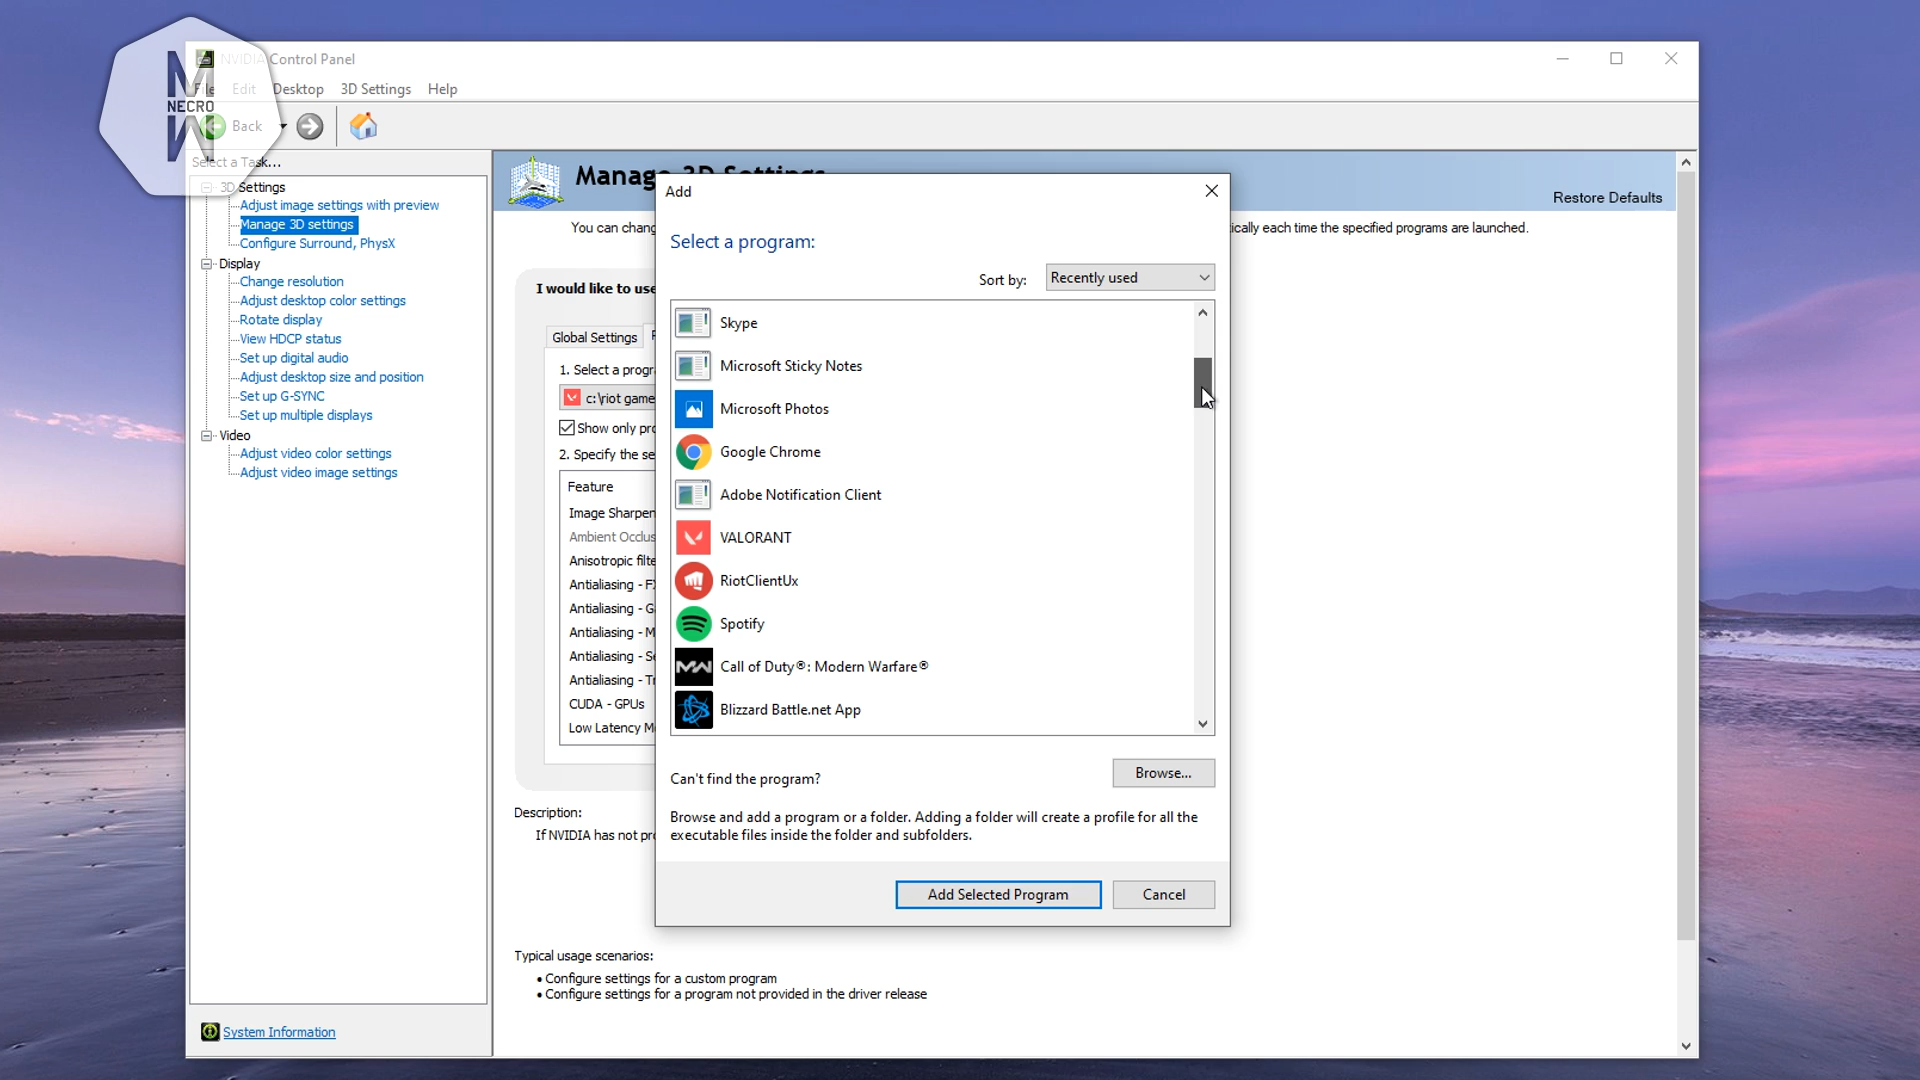 NVIDIA Control Panel
File Edit Desktop 3D Settings Help
M
NECRO
Back
Select a Task...
3D Settings
Adjust image settings with preview
Manage 3D settings
Configure Surround, PhysX
Display
Change resolution
Adjust desktop color settings
Rotate display
View HDCP status
Set up digital audio
Adjust desktop size and position
Set up G-SYNC
Set up multiple displays
Video
Adjust video color settings
Adjust video image settings
System Information
Manage 3D Settings
Restore Defaults
You can chang
ically each time the specified programs are launched.
I would like to use
Global Settings
1. Select a progra
c:\riot game
Show only pro
2. Specify the se
Feature
Image Sharpen
Ambient Occlus
Anisotropic filte
Antialiasing - F
Antialiasing - G
Antialiasing - M
Antialiasing - Se
Antialiasing - Tr
CUDA - GPUs
Low Latency M
Description:
If NVIDIA has not pro
Typical usage scenarios:
• Configure settings for a custom program
• Configure settings for a program not provided in the driver release
Add
Select a program:
Sort by: Recently used
Skype
Microsoft Sticky Notes
Microsoft Photos
Google Chrome
Adobe Notification Client
VALORANT
RiotClientUx
Spotify
Call of Duty®: Modern Warfare®
Blizzard Battle.net App
Can't find the program?
Browse...
Browse and add a program or a folder. Adding a folder will create a profile for all the
executable files inside the folder and subfolders.
Add Selected Program
Cancel